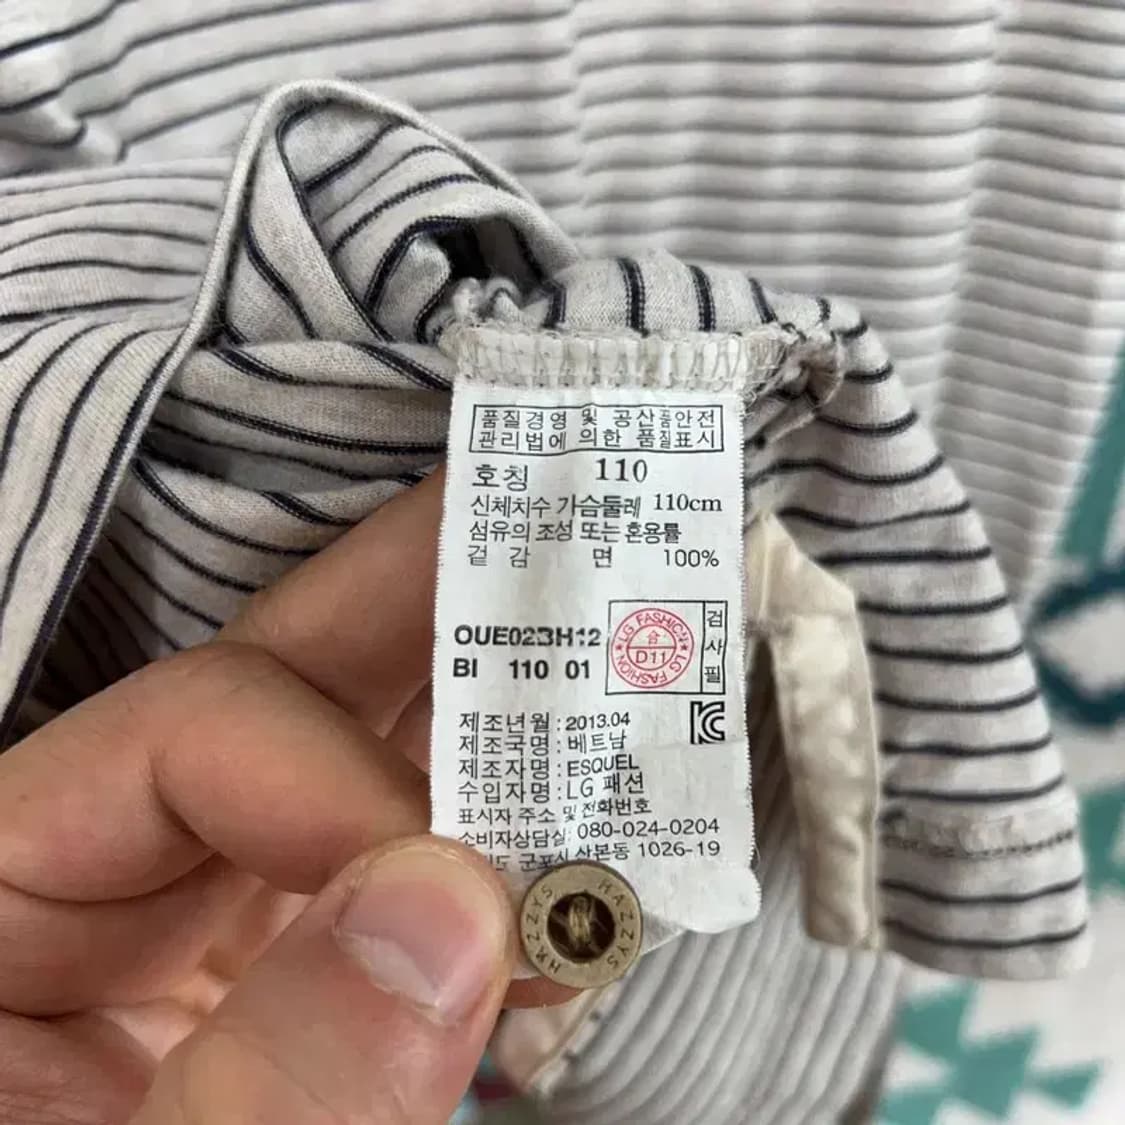 품질경영 및 공산품안전
관리법에 의한 품질표시
호칭 110
신체치수 가슴둘레 110cm
섬유의 조성 또는 혼용률
겉감 면 100%
OUE02BH12
BI 110 01
LG FASHION LG FASHION
合
D11
검사필
제조년월 : 2013.04
제조국명 : 베트남
제조자명 : ESQUEL
수입자명 : LG 패션
표시자 주소 및 전화번호
소비자상담실: 080-024-0204
군포시 산본동 1026-19
HAZZYS HAZZYS